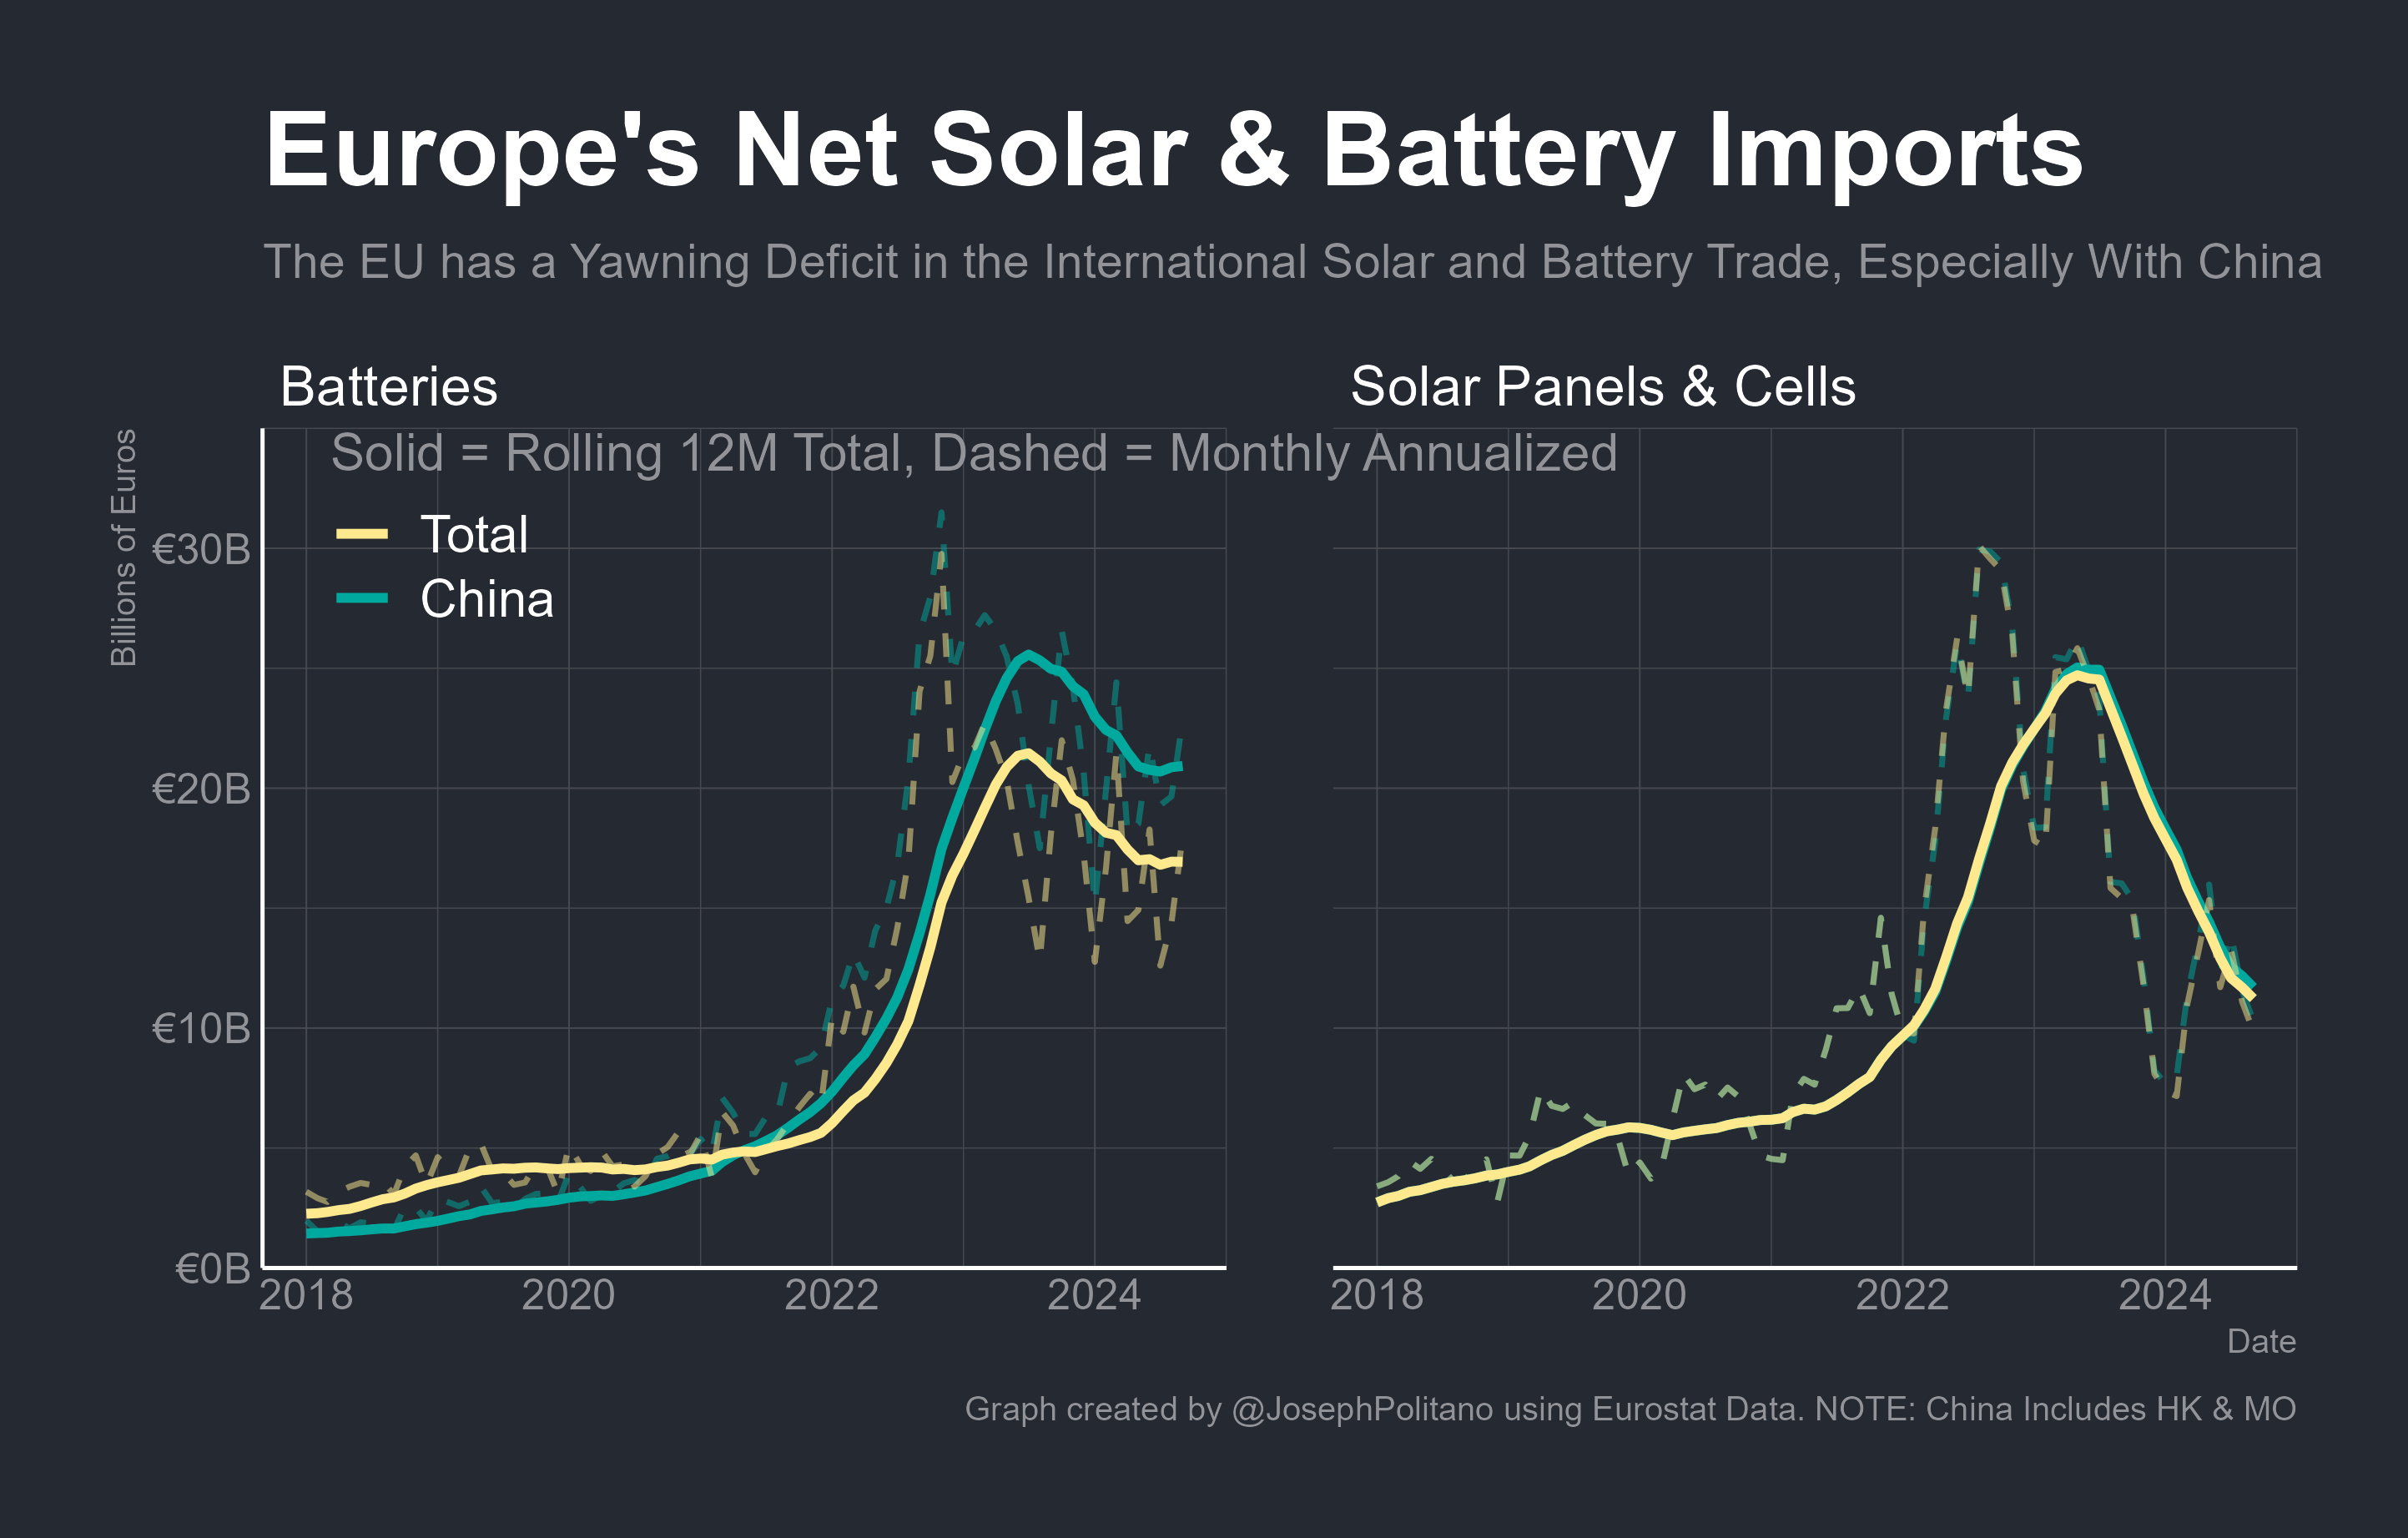 Europe's Net Solar & Battery Imports
The EU has a Yawning Deficit in the International Solar and Battery Trade, Especially With China
Batteries
Solar Panels & Cells
Solid = Rolling 12M Total, Dashed = Monthly Annualized
Total
China
Billions of Euros
€30B
€20B
€10B
€0B
2018 2020 2022 2024
2018 2020 2022 2024
Date
Graph created by @JosephPolitano using Eurostat Data. NOTE: China Includes HK & MO